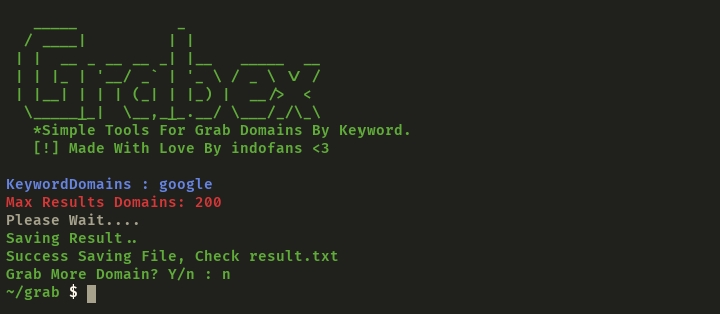 Grabex
*Simple Tools For Grab Domains By Keyword.
[!] Made With Love By indofans <3
KeywordDomains : google
Max Results Domains: 200
Please Wait....
Saving Result..
Success Saving File, Check result.txt
Grab More Domain? Y/n : n
~/grab $